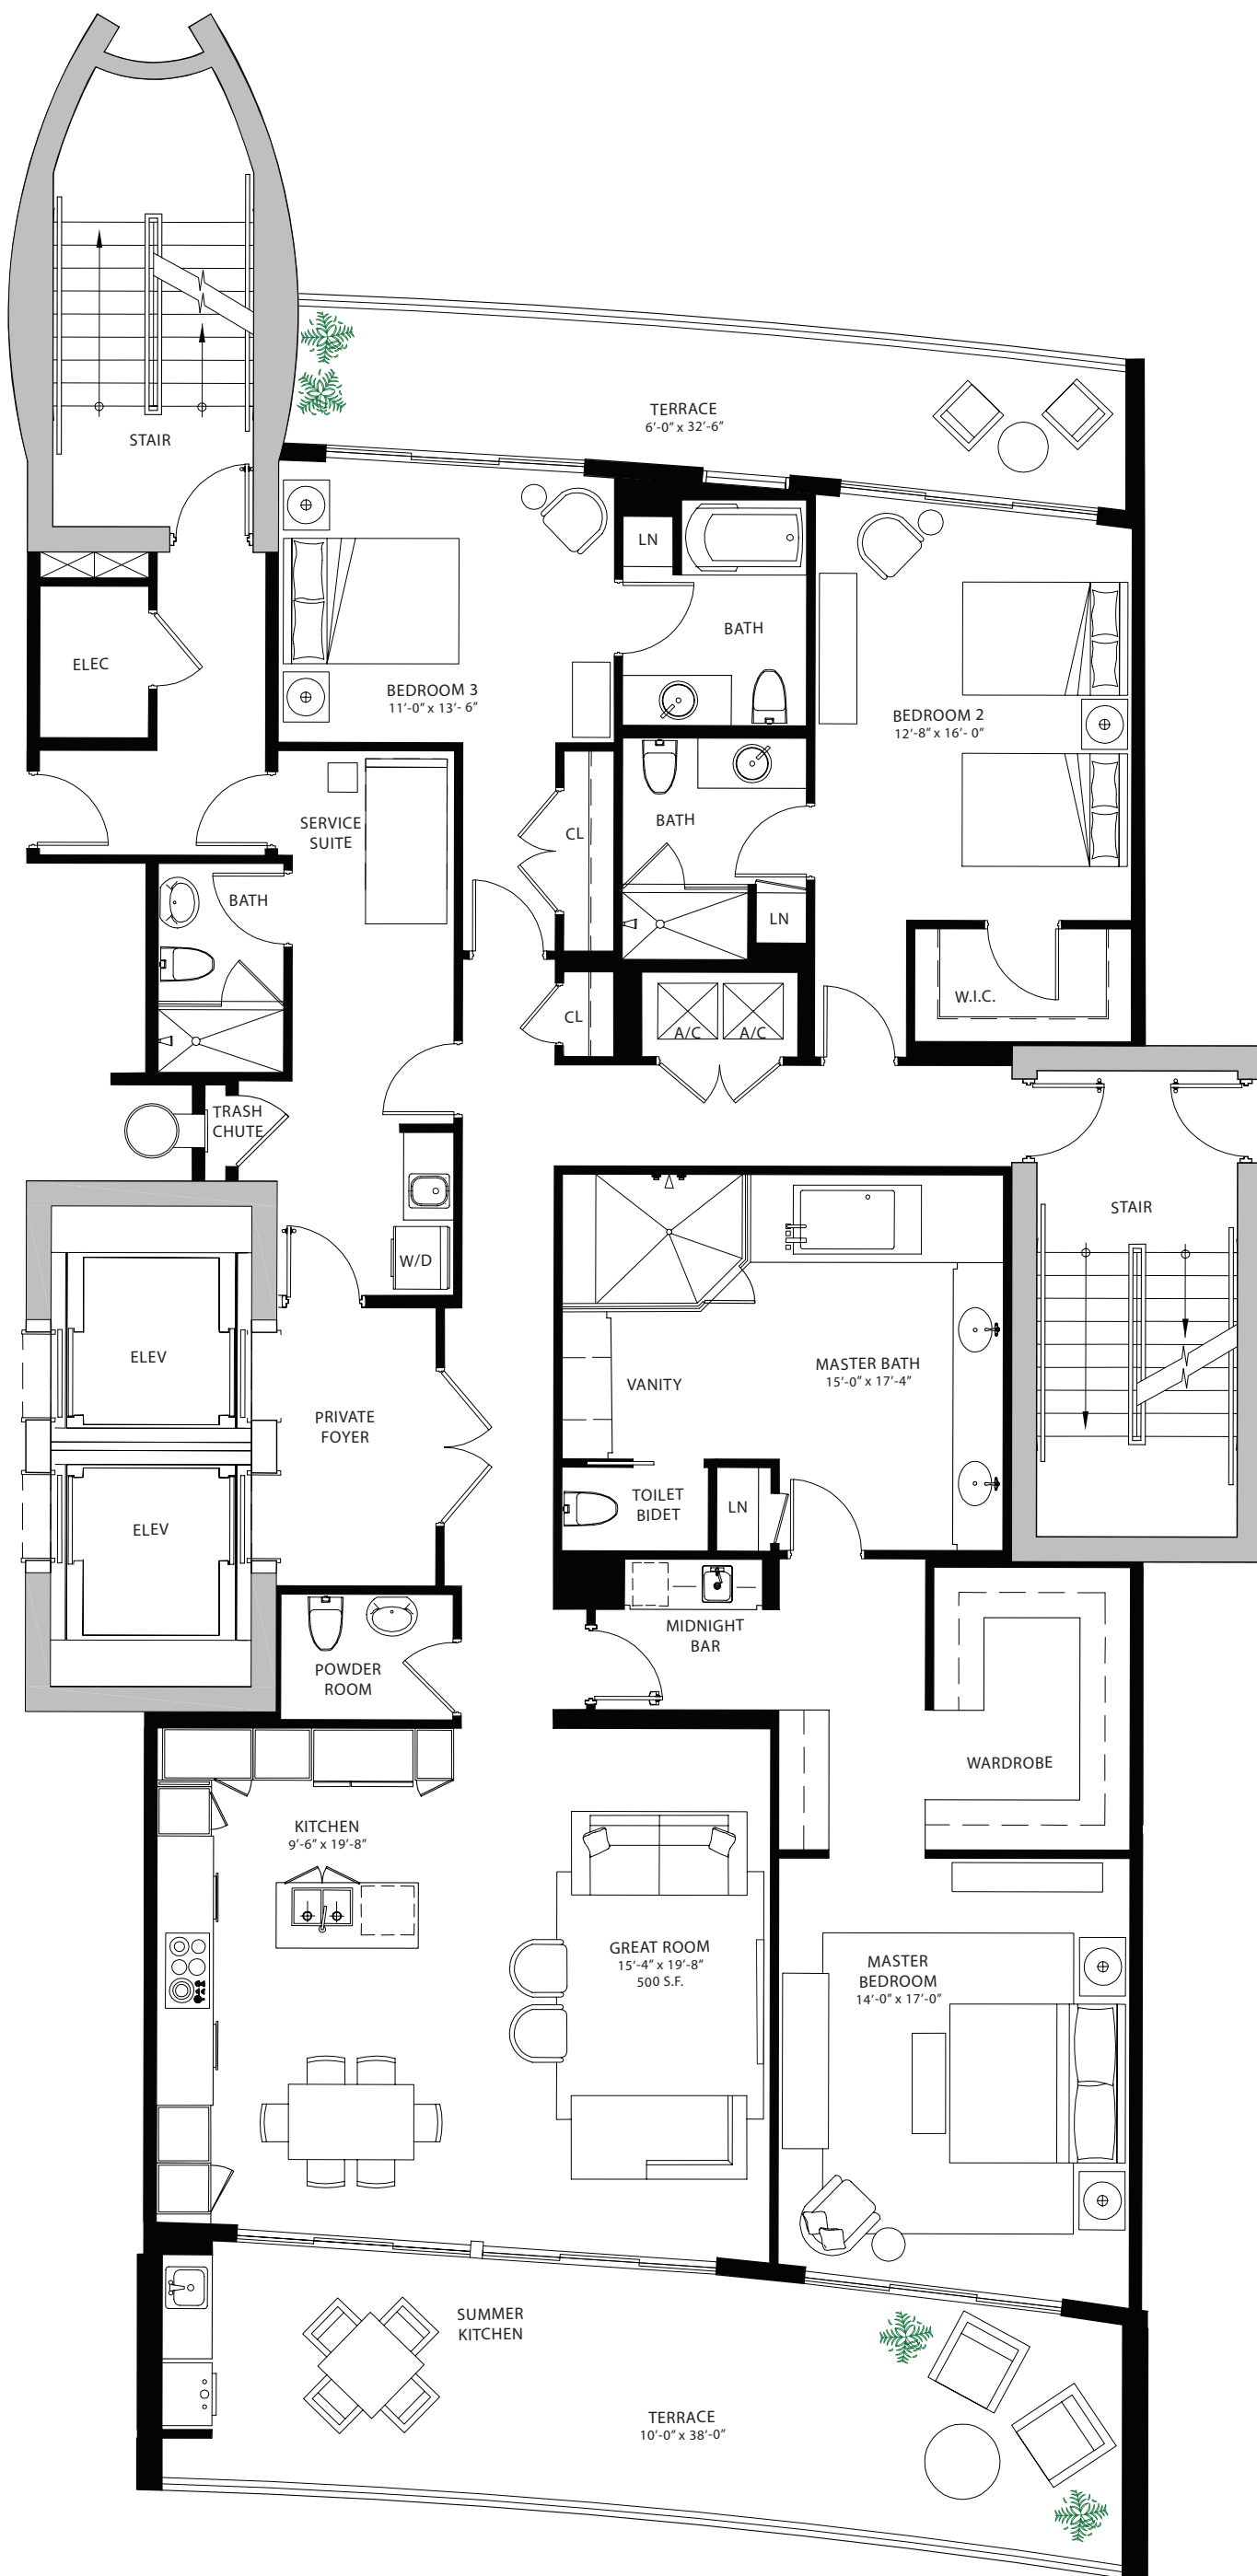 TERRACE
6'-0" x 32'-6"
STAIR
LN
BATH
ELEC
BEDROOM 3
11'-0" x 13'- 6"
BEDROOM 2
12'-8" x 16'- 0"
SERVICE
SUITE
CL
BATH
BATH
LN
W.I.C.
CL
A/C
A/C
TRASH
CHUTE
STAIR
W/D
ELEV
MASTER BATH
15'-0" x 17'-4"
VANITY
PRIVATE
FOYER
TOILET
BIDET
LN
ELEV
MIDNIGHT
BAR
POWDER
ROOM
WARDROBE
KITCHEN
9'-6" x 19'-8"
GREAT ROOM
15'-4" x 19'-8"
500 S.F.
MASTER
BEDROOM
14'-0" x 17'-0"
SUMMER
KITCHEN
TERRACE
10'-0" x 38'-0"